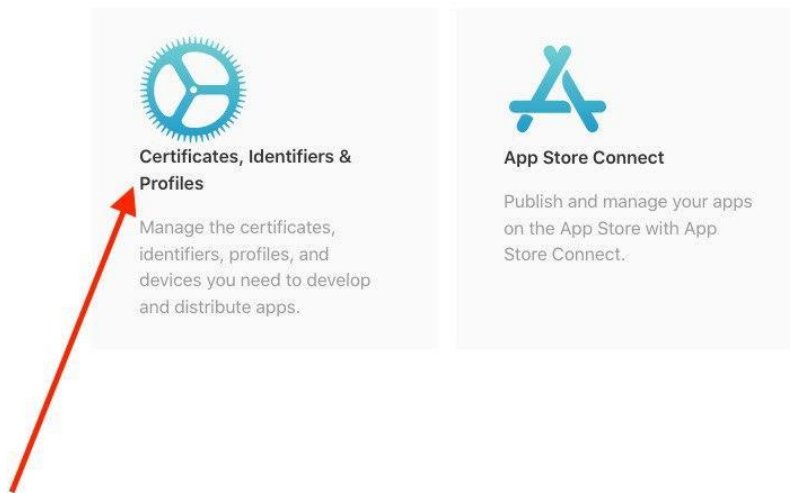 Certificates, Identifiers &
Profiles
Manage the certificates,
identifiers, profiles, and
devices you need to develop
and distribute apps.
App Store Connect
Publish and manage your apps
on the App Store with App
Store Connect.